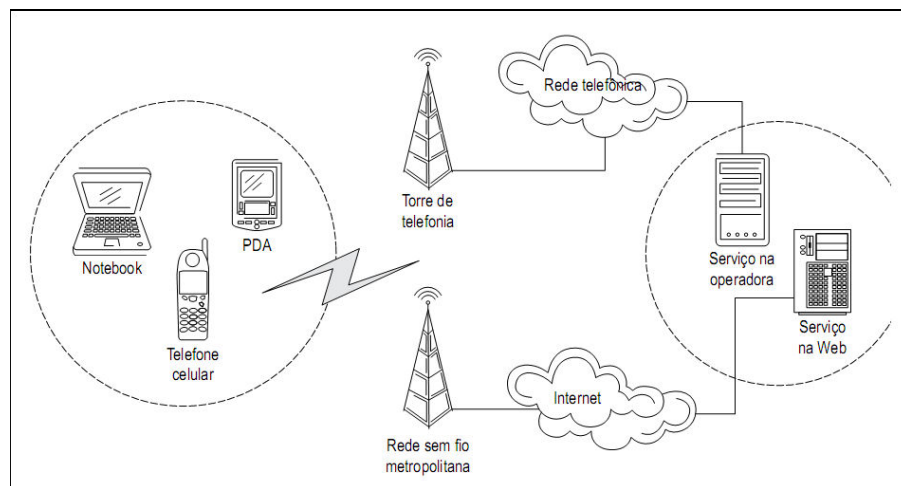 Rede telefônica
Torre de
telefonia
Notebook
PDA
Telefone
celular
Serviço na
operadora
Serviço
na Web
Internet
Rede sem fio
metropolitana